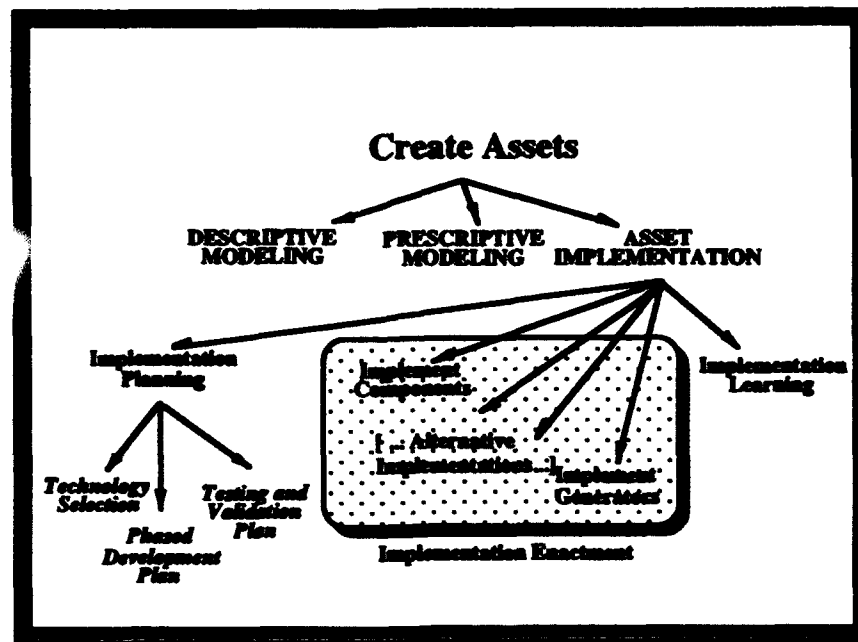 Create Assets
DESCRIPTIVE
MODELING
PRESCRIPTIVE
MODELING
ASSET
IMPLEMENTATION
Implementation
Planning
Implement
Components
Implementation
Learning
[ ... Alternative
Implementations...]
Implement
Generators
Technology
Selection
Testing and
Validation
Plan
Phased
Development
Plan
Implementation Enactment